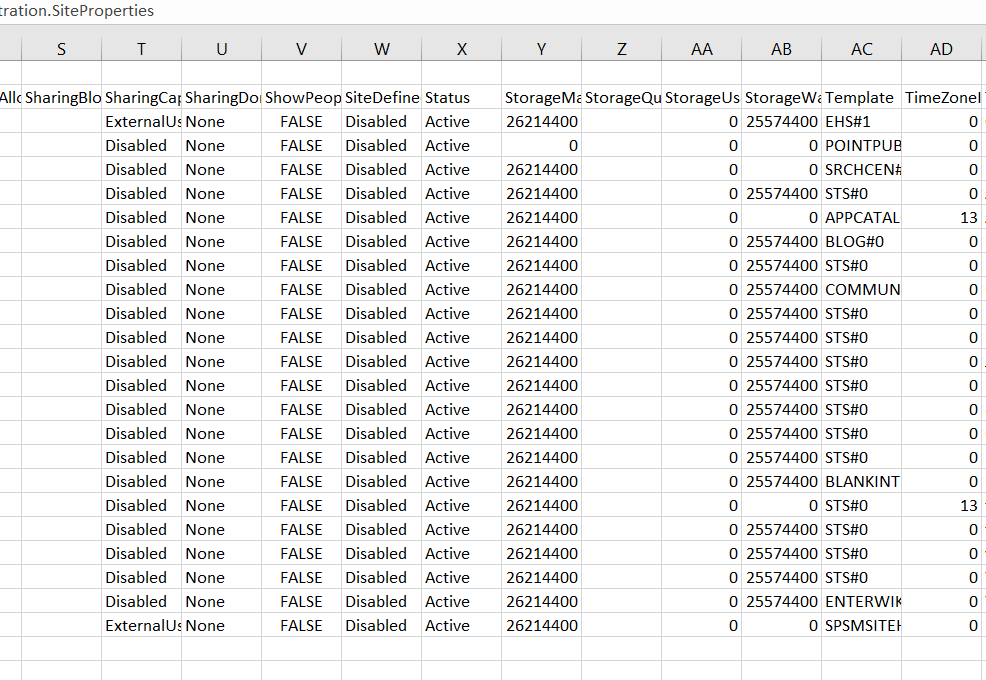 tration.SiteProperties
S T U V W X Y Z AA AB AC AD
Allo SharingBlo SharingCap SharingDor ShowPeop SiteDefine Status StorageMa StorageQu StorageUs StorageWa Template TimeZoneI
ExternalUs None FALSE Disabled Active 26214400 0 25574400 EHS#1 0
Disabled None FALSE Disabled Active 0 0 0 POINTPUB 0
Disabled None FALSE Disabled Active 26214400 0 0 SRCHCEN# 0
Disabled None FALSE Disabled Active 26214400 0 25574400 STS#0 0
Disabled None FALSE Disabled Active 26214400 0 0 APPCATAL 13
Disabled None FALSE Disabled Active 26214400 0 25574400 BLOG#0 0
Disabled None FALSE Disabled Active 26214400 0 25574400 STS#0 0
Disabled None FALSE Disabled Active 26214400 0 25574400 COMMUN 0
Disabled None FALSE Disabled Active 26214400 0 25574400 STS#0 0
Disabled None FALSE Disabled Active 26214400 0 25574400 STS#0 0
Disabled None FALSE Disabled Active 26214400 0 25574400 STS#0 0
Disabled None FALSE Disabled Active 26214400 0 25574400 STS#0 0
Disabled None FALSE Disabled Active 26214400 0 25574400 STS#0 0
Disabled None FALSE Disabled Active 26214400 0 25574400 STS#0 0
Disabled None FALSE Disabled Active 26214400 0 25574400 STS#0 0
Disabled None FALSE Disabled Active 26214400 0 25574400 BLANKINT 0
Disabled None FALSE Disabled Active 26214400 0 0 STS#0 13
Disabled None FALSE Disabled Active 26214400 0 25574400 STS#0 0
Disabled None FALSE Disabled Active 26214400 0 25574400 STS#0 0
Disabled None FALSE Disabled Active 26214400 0 25574400 STS#0 0
Disabled None FALSE Disabled Active 26214400 0 25574400 ENTERWIK 0
ExternalUs None FALSE Disabled Active 26214400 0 0 SPSMSITEH 0